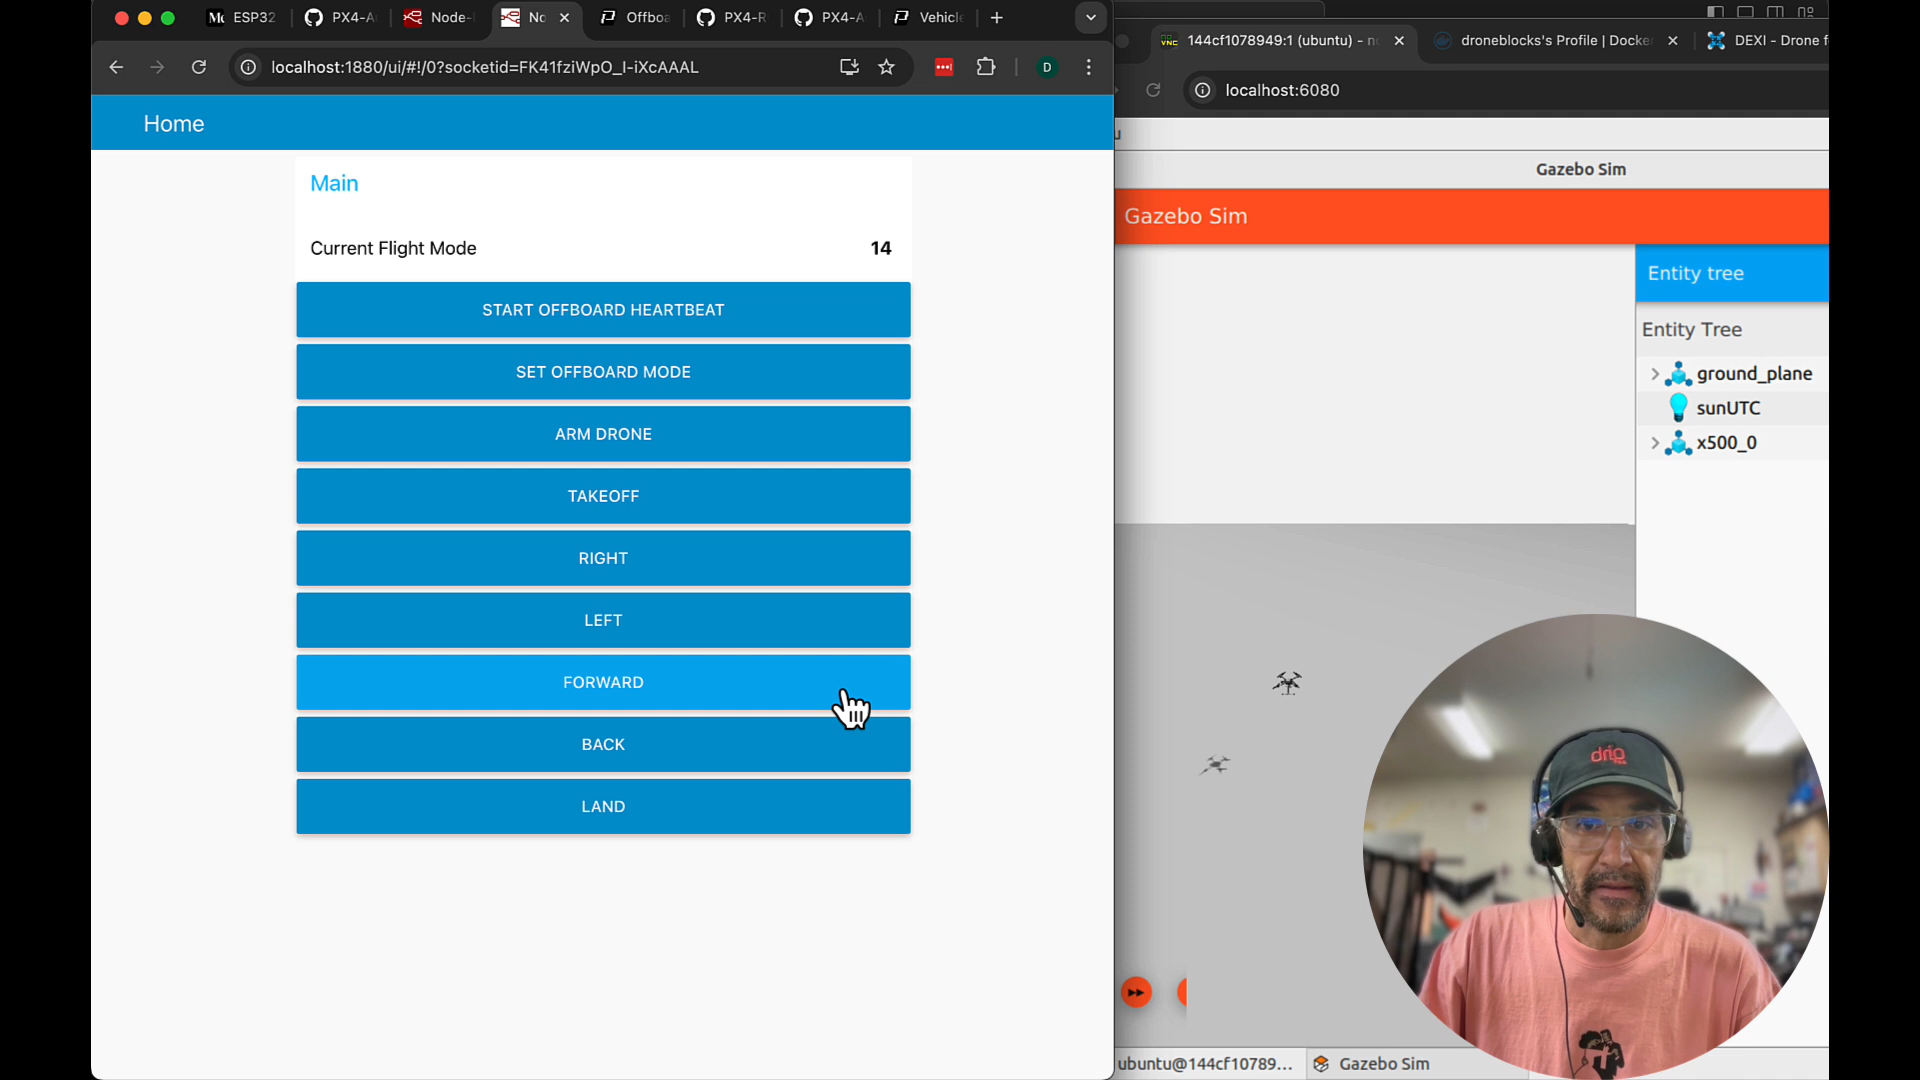 ESP32
PX4-A
Node-
No
Offboa
PX4-R
PX4-A
Vehicle
localhost:1880/ui/#!/0?socketid=FK41fziWpO_I-iXcAAAL
D
Home
Main
Current Flight Mode 14
START OFFBOARD HEARTBEAT
SET OFFBOARD MODE
ARM DRONE
TAKEOFF
RIGHT
LEFT
FORWARD
BACK
LAND
VNC
144cf1078949:1 (ubuntu) - n
droneblocks's Profile | Docke
DEXI - Drone f
localhost:6080
u
Gazebo Sim
Gazebo Sim
Entity tree
Entity Tree
ground_plane
sunUTC
x500_0
ubuntu@144cf10789...
Gazebo Sim